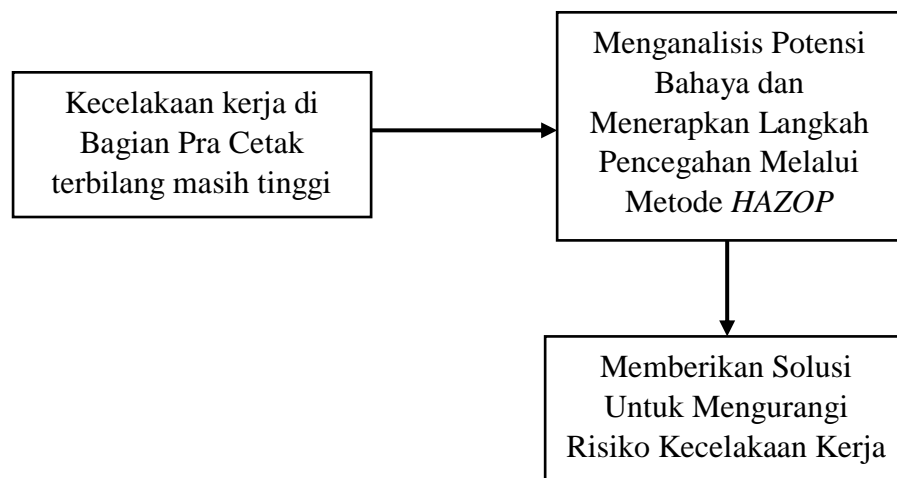 Kecelakaan kerja di
Bagian Pra Cetak
terbilang masih tinggi
Menganalisis Potensi
Bahaya dan
Menerapkan Langkah
Pencegahan Melalui
Metode HAZOP
Memberikan Solusi
Untuk Mengurangi
Risiko Kecelakaan Kerja